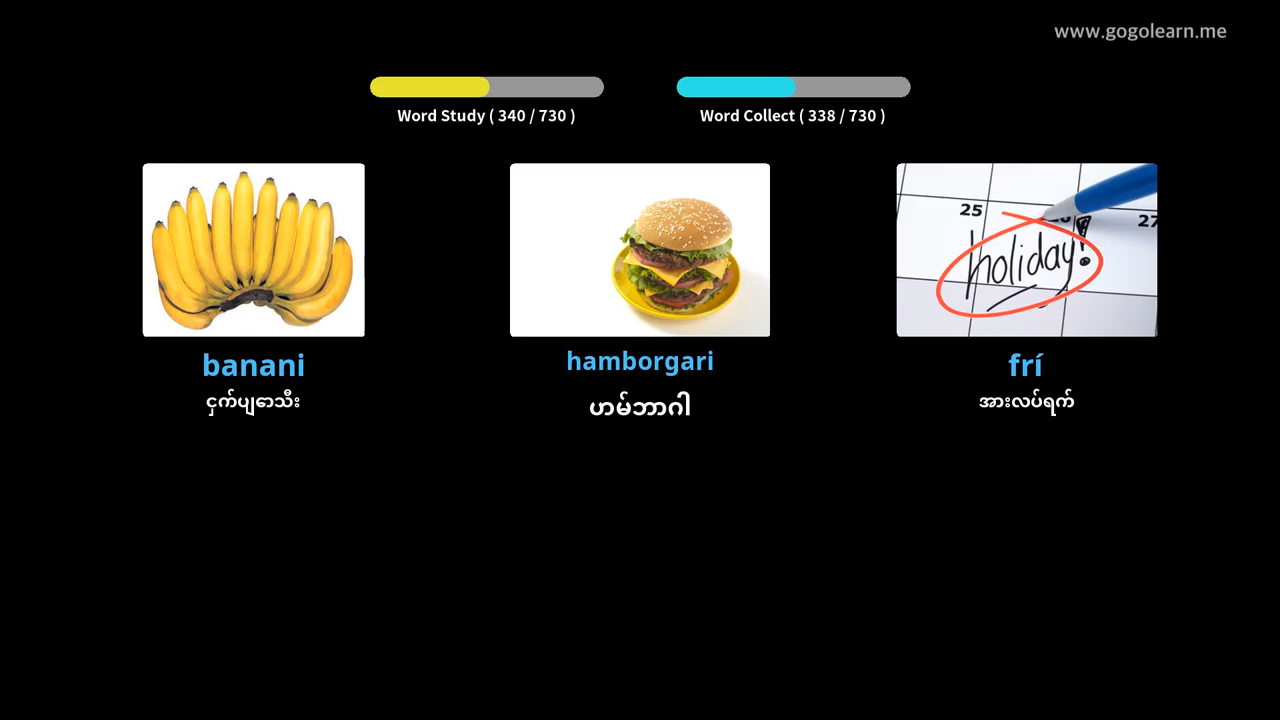 www.gogolearn.me
Word Study ( 340 / 730 )
Word Collect ( 338 / 730 )
25
27
holiday!
banani
hamborgari
frí
ငှက်ပျောသီး
ဟမ်ဘာဂါ
အားလပ်ရက်